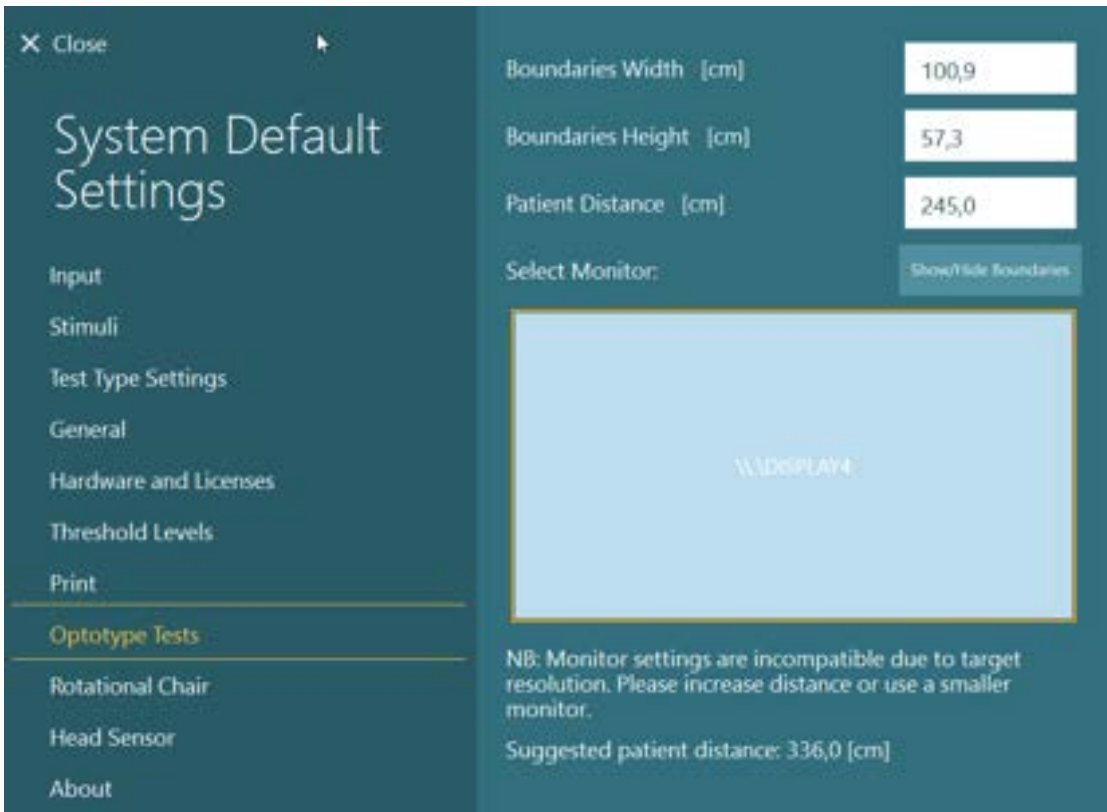 Close
System Default
Settings
Input
Stimuli
Test Type Settings
General
Hardware and Licenses
Threshold Levels
Print
Optotype Tests
Rotational Chair
Head Sensor
About
Boundaries Width [cm]
100,9
Boundaries Height [cm]
57,3
Patient Distance [cm]
245,0
Select Monitor:
Show/Hide Boundaries
\\.\DISPLAY4
NB: Monitor settings are incompatible due to target
resolution. Please increase distance or use a smaller
monitor.
Suggested patient distance: 336,0 [cm]